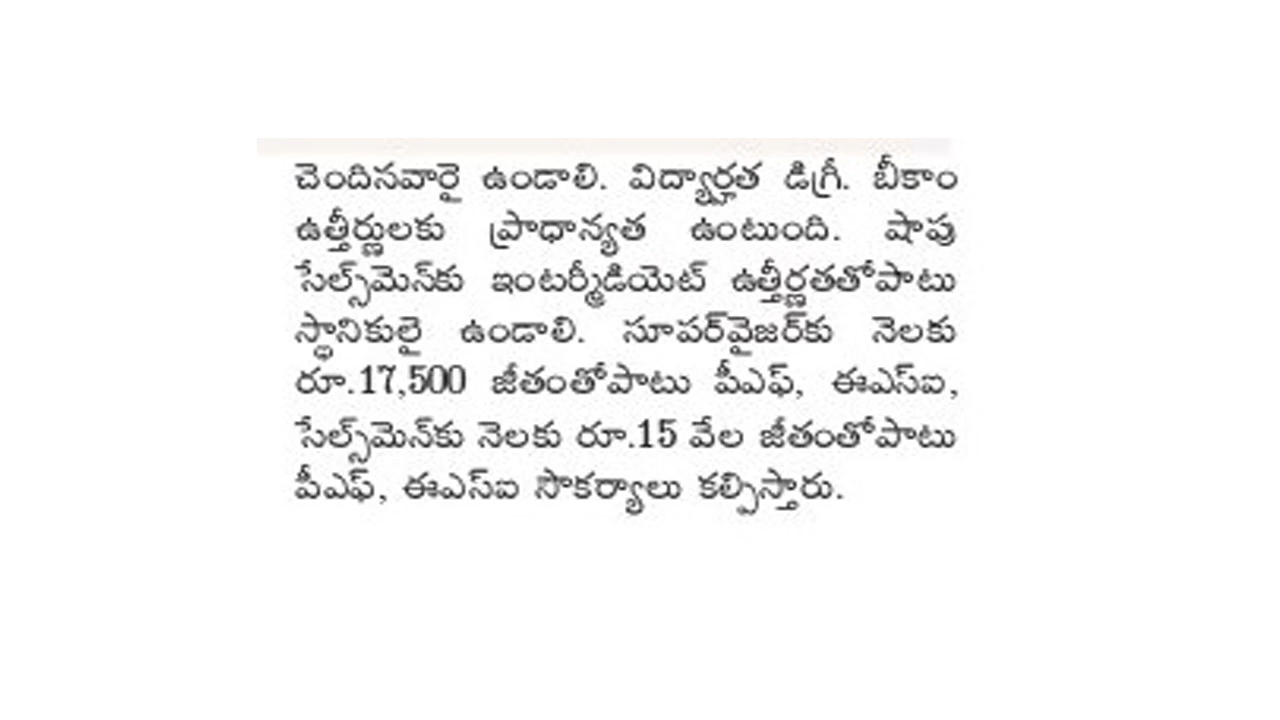 చెందినవారై ఉండాలి. విద్యార్హత డిగ్రీ. బీకాం
ఉత్తీర్ణులకు ప్రాధాన్యత ఉంటుంది. షాపు
సేల్స్‌మెన్‌కు ఇంటర్మీడియెట్ ఉత్తీర్ణతతోపాటు
స్థానికులై ఉండాలి. సూపర్‌వైజర్‌కు నెలకు
రూ.17,500 జీతంతోపాటు పీఎఫ్, ఈఎస్ఐ,
సేల్స్‌మెన్‌కు నెలకు రూ.15 వేల జీతంతోపాటు
పీఎఫ్, ఈఎస్ఐ సౌకర్యాలు కల్పిస్తారు.